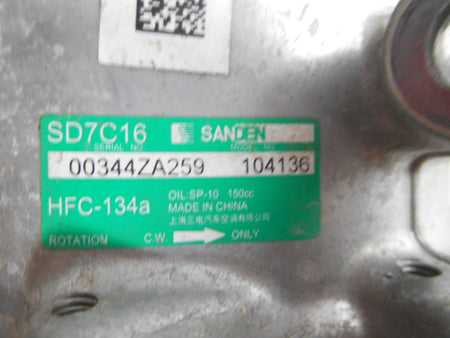 SD7C16 SANDEN
SERIAL NO. MODEL NO.
00344ZA259 104136
HFC-134a OIL:SP-10 150cc
MADE IN CHINA
上海三电汽车空调有限公司
ROTATION C.W. ONLY